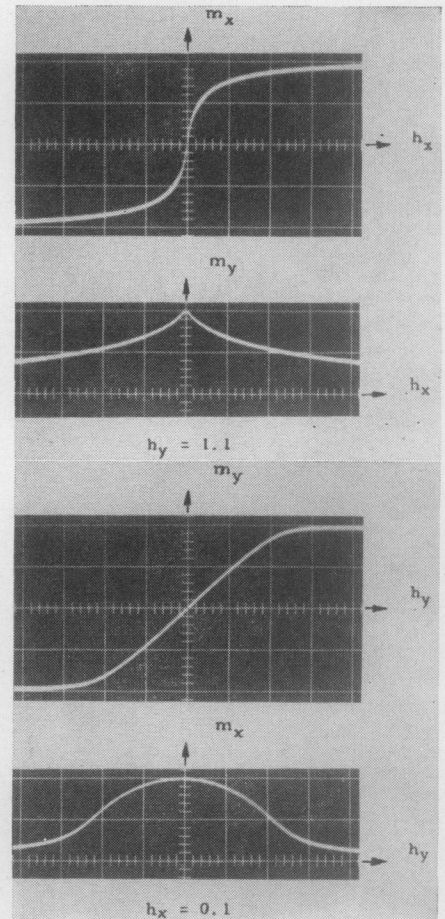 m_x
h_x
m_y
h_x
h_y = 1.1
m_y
h_y
m_x
h_y
h_x = 0.1